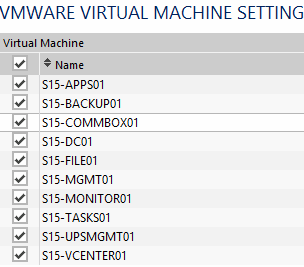 VMWARE VIRTUAL MACHINE SETTING
Virtual Machine
Name
S15-APPS01
S15-BACKUP01
S15-COMMBOX01
S15-DC01
S15-FILE01
S15-MGMT01
S15-MONITOR01
S15-TASKS01
S15-UPSMGMT01
S15-VCENTER01